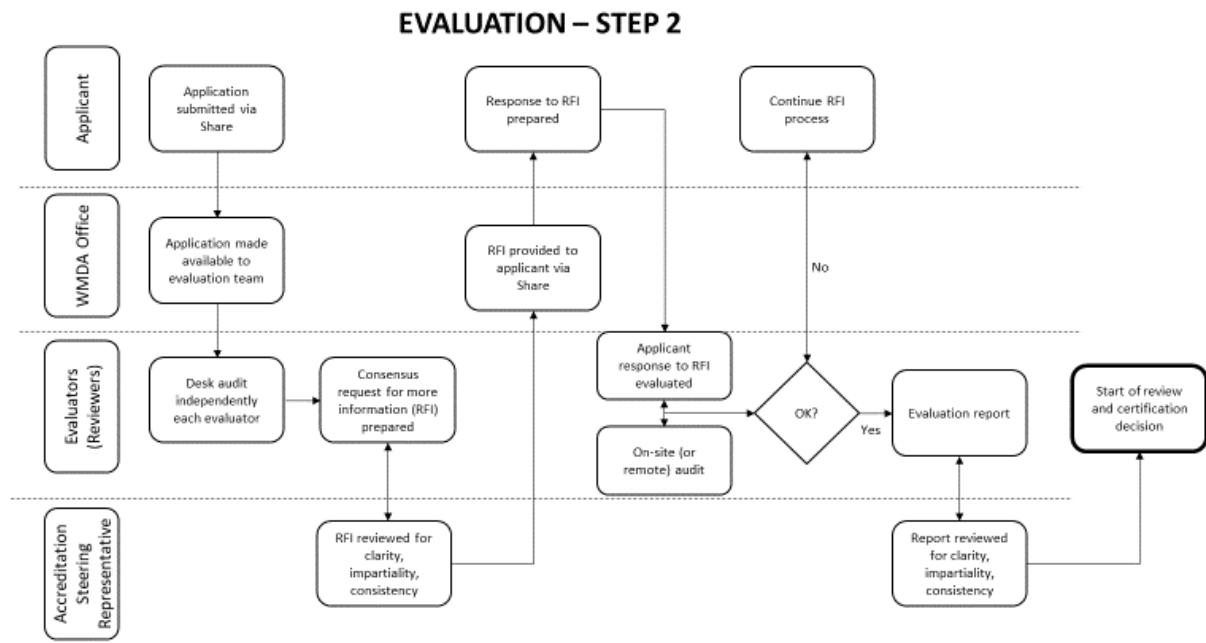 EVALUATION – STEP 2
Applicant
Application
submitted via
Share
Response to RFI
prepared
Continue RFI
process
WMDA Office
Application made
available to
evaluation team
RFI provided to
applicant via
Share
No
Evaluators
(Reviewers)
Desk audit
independently
each evaluator
Consensus
request for more
information (RFI)
prepared
Applicant
response to RFI
evaluated
On-site (or
remote) audit
OK?
Yes
Evaluation report
Start of review
and certification
decision
Accreditation
Steering
Representative
RFI reviewed for
clarity,
impartiality,
consistency
Report reviewed
for clarity,
impartiality,
consistency